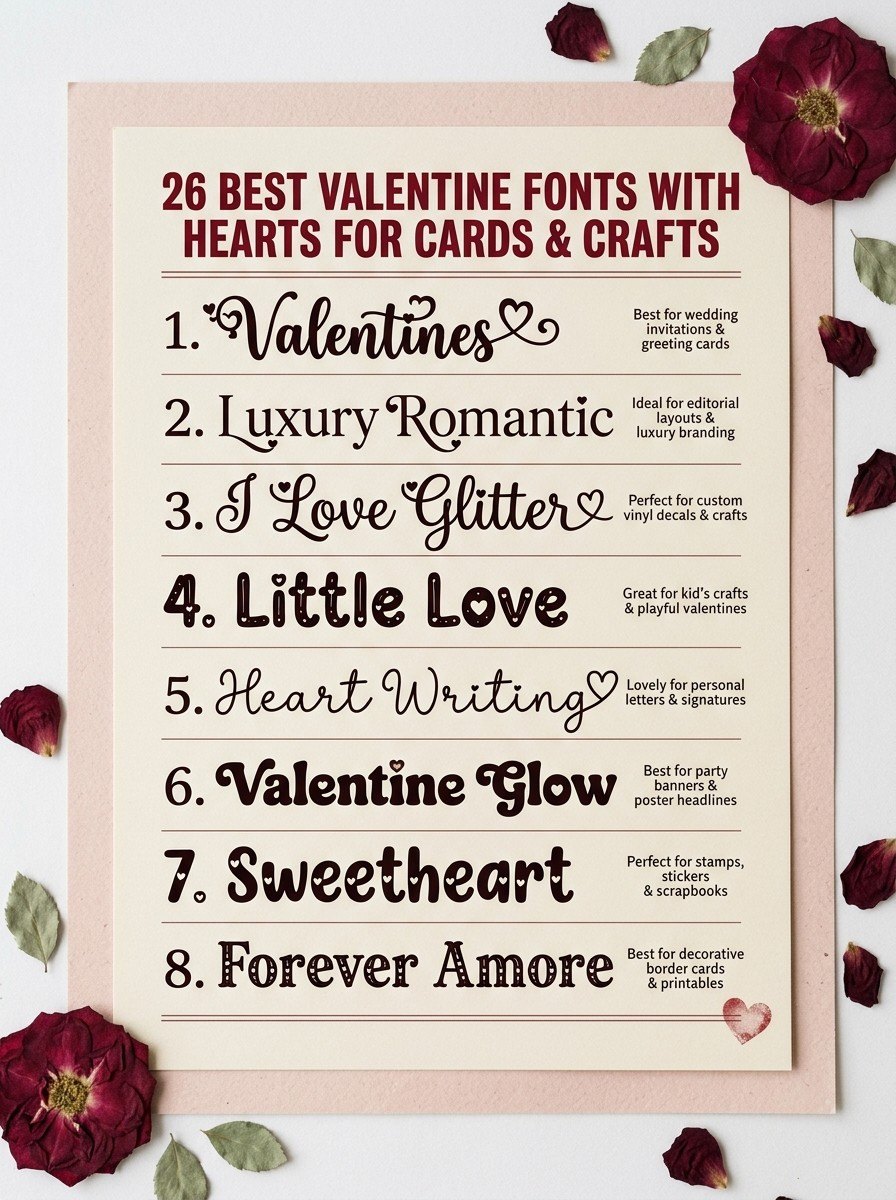 26 BEST VALENTINE FONTS WITH
HEARTS FOR CARDS & CRAFTS
1. Valentines
Best for wedding
invitations &
greeting cards
2. Luxury Romantic
Ideal for editorial
layouts &
luxury branding
3. I Love Glitter
Perfect for custom
vinyl decals & crafts
4. Little Love
Great for kid's crafts
& playful valentines
5. Heart Writing
Lovely for personal
letters & signatures
6. Valentine Glow
Best for party
banners &
poster headlines
7. Sweetheart
Perfect for stamps,
stickers
& scrapbooks
8. Forever Amore
Best for decorative
border cards
& printables